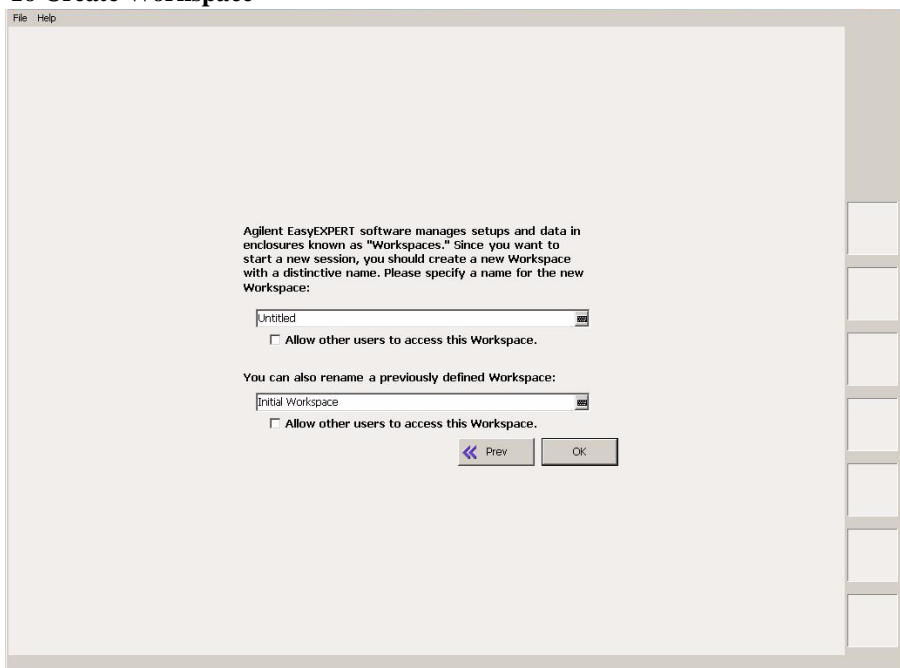 To Create Workspace
File Help
Agilent EasyEXPERT software manages setups and data in
enclosures known as "Workspaces." Since you want to
start a new session, you should create a new Workspace
with a distinctive name. Please specify a name for the new
Workspace:
Untitled
Allow other users to access this Workspace.
You can also rename a previously defined Workspace:
Initial Workspace
Allow other users to access this Workspace.
Prev OK